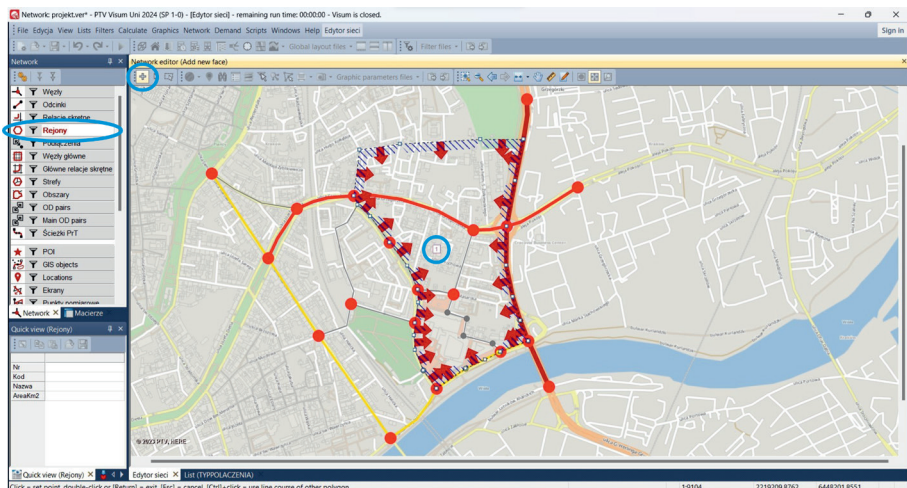 Network: projekt.ver* - PTV Visum Uni 2024 (SP 1-0) - [Edytor sieci] - remaining run time: 00:00:00 - Visum is closed.
File Edycja View Lists Filters Calculate Graphics Network Demand Scripts Windows Help Edytor sieci
Sign in
Global layout files
Filter files
Network
Network editor (Add new face)
Graphic parameters files
Węzły
Odcinki
Relacje skrętne
Rejony
Podłączenia
Węzły główne
Główne relacje skrętne
Strefy
Obszary
OD pairs
Main OD pairs
Ścieżki PrT
POI
GIS objects
Locations
Ekrany
Punkty pomiarowe
Network
Macierze
Quick view (Rejony)
Nr
Kod
Nazwa
AreaKm2
1
© 2023 PTV, HERE
Quick view (Rejony)
Edytor sieci
List (TYPPOLACZENIA)
Click = set point, double-click or [Return] = exit, [Esc] = cancel, [Ctrl]+click = use line course of other polygon
1:9104